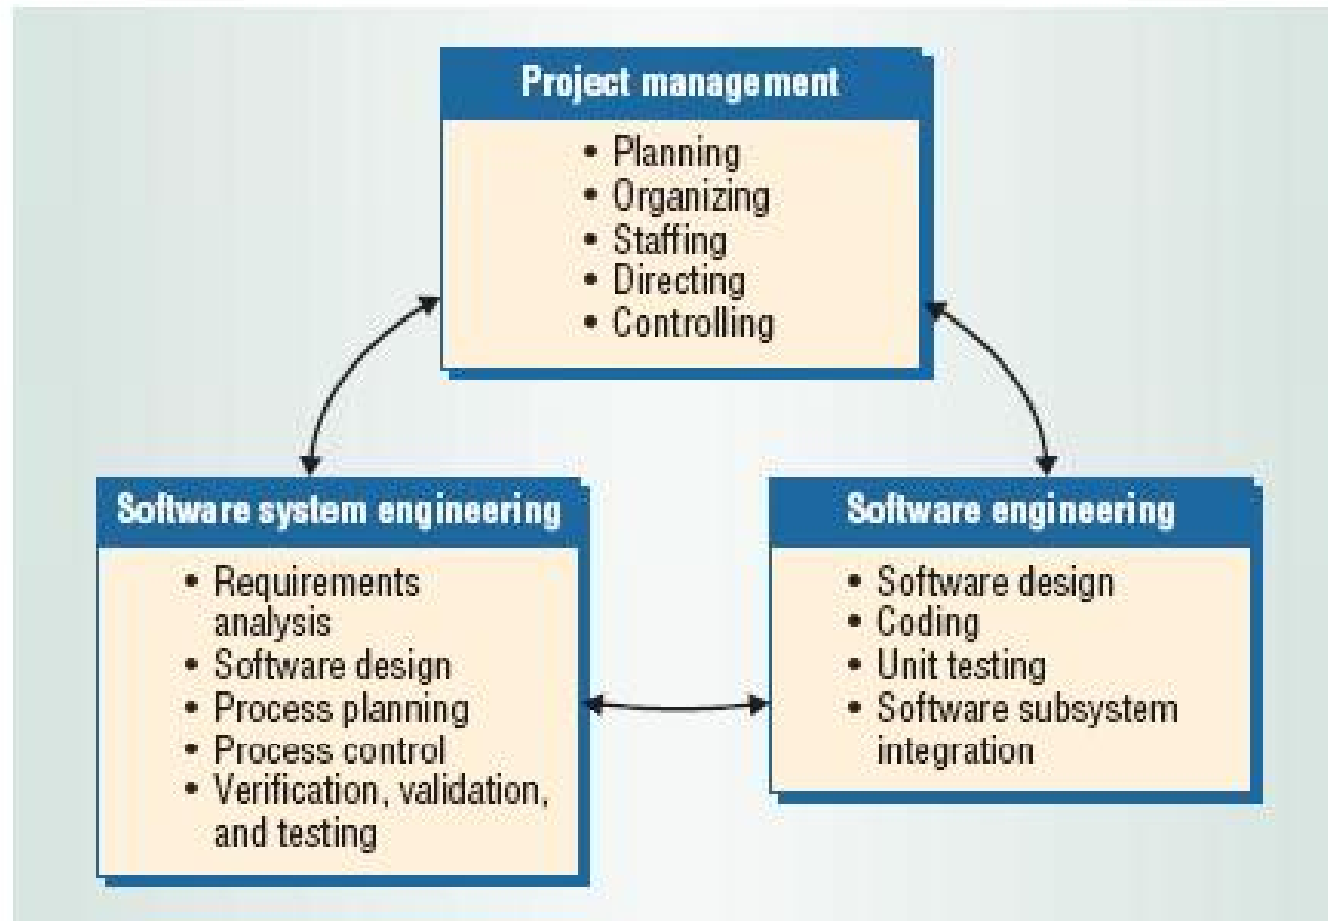 Project management
• Planning
• Organizing
• Staffing
• Directing
• Controlling
Software system engineering
• Requirements
analysis
• Software design
• Process planning
• Process control
• Verification, validation,
and testing
Software engineering
• Software design
• Coding
• Unit testing
• Software subsystem
integration